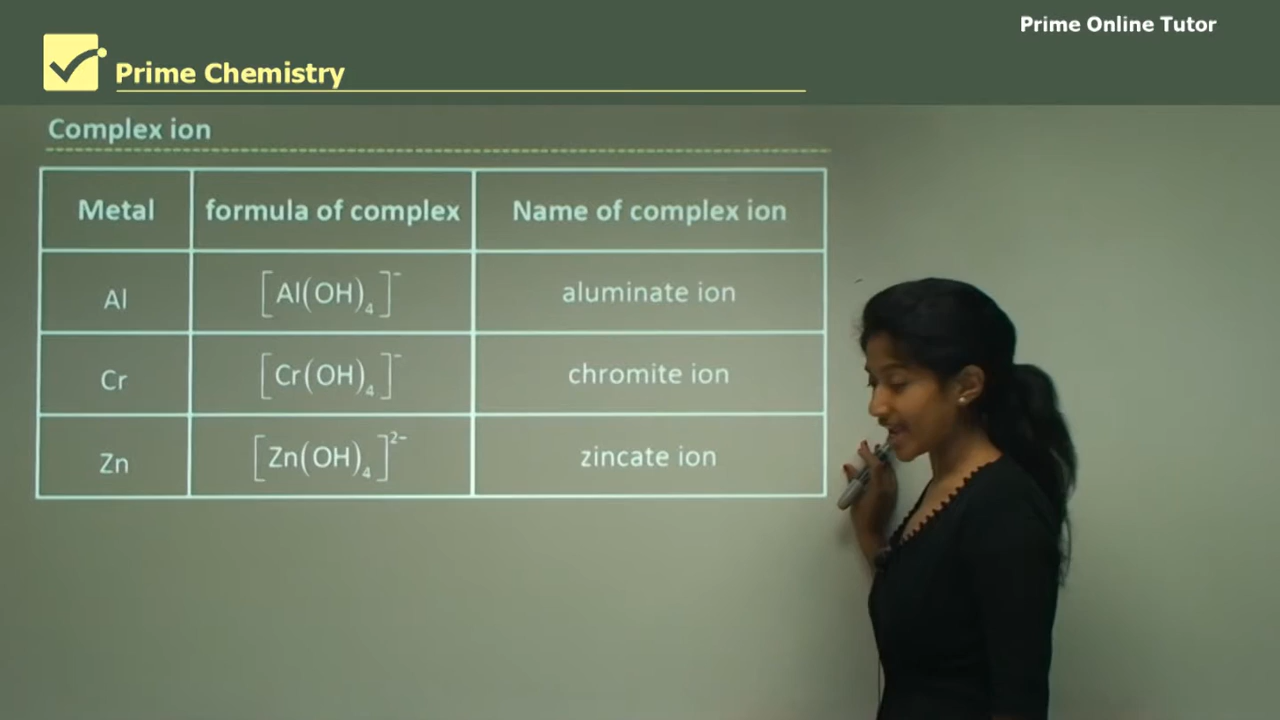 Prime Online Tutor
Prime Chemistry
Complex ion
Metal formula of complex Name of complex ion
Al [Al(OH)₄]⁻ aluminate ion
Cr [Cr(OH)₄]⁻ chromite ion
Zn [Zn(OH)₄]²⁻ zincate ion